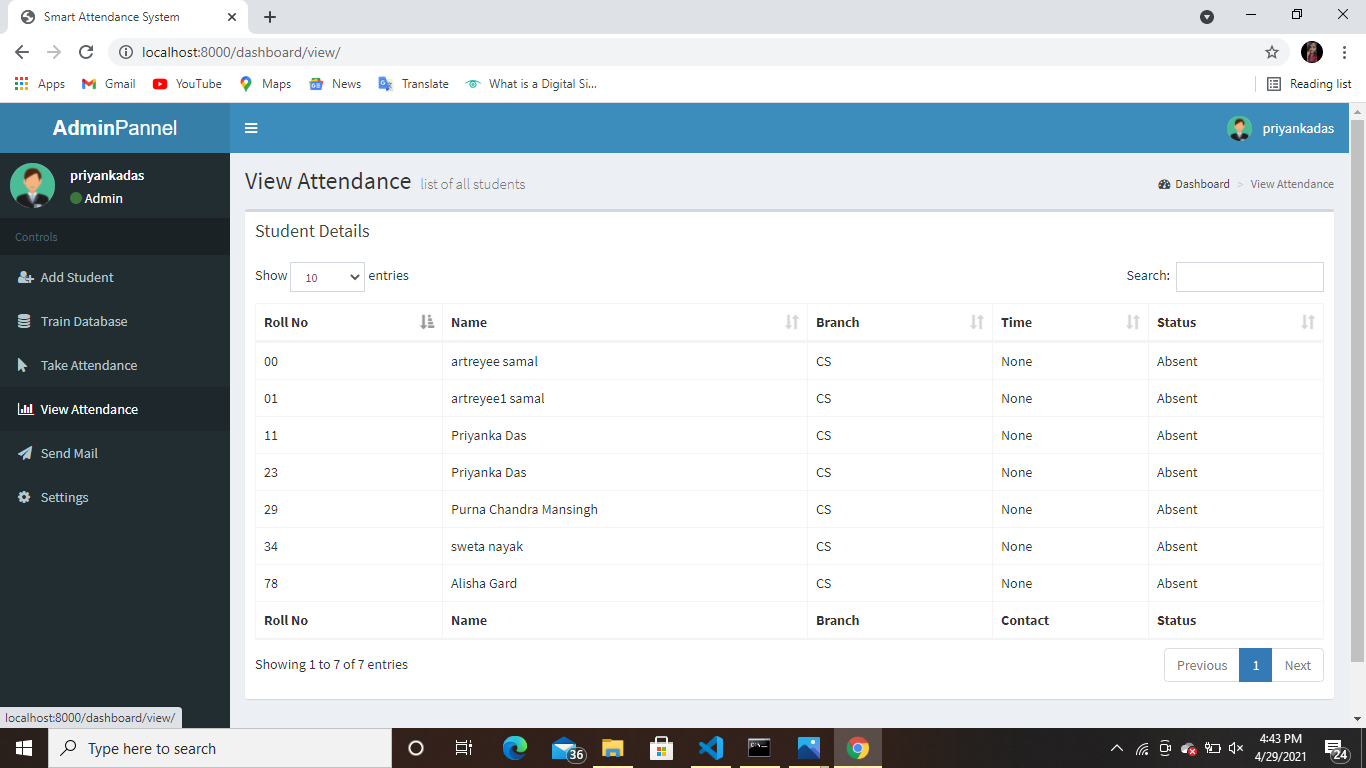 Smart Attendance System
localhost:8000/dashboard/view/
Apps Gmail YouTube Maps News Translate What is a Digital Si... Reading list
AdminPannel priyankadas
priyankadas
Admin
Controls
Add Student
Train Database
Take Attendance
View Attendance
Send Mail
Settings
View Attendance list of all students Dashboard > View Attendance
Student Details
Show 10 entries Search:
Roll No Name Branch Time Status
00 artreyee samal CS None Absent
01 artreyee1 samal CS None Absent
11 Priyanka Das CS None Absent
23 Priyanka Das CS None Absent
29 Purna Chandra Mansingh CS None Absent
34 sweta nayak CS None Absent
78 Alisha Gard CS None Absent
Roll No Name Branch Contact Status
Showing 1 to 7 of 7 entries Previous 1 Next
localhost:8000/dashboard/view/
Type here to search 36 4:43 PM
4/29/2021 24